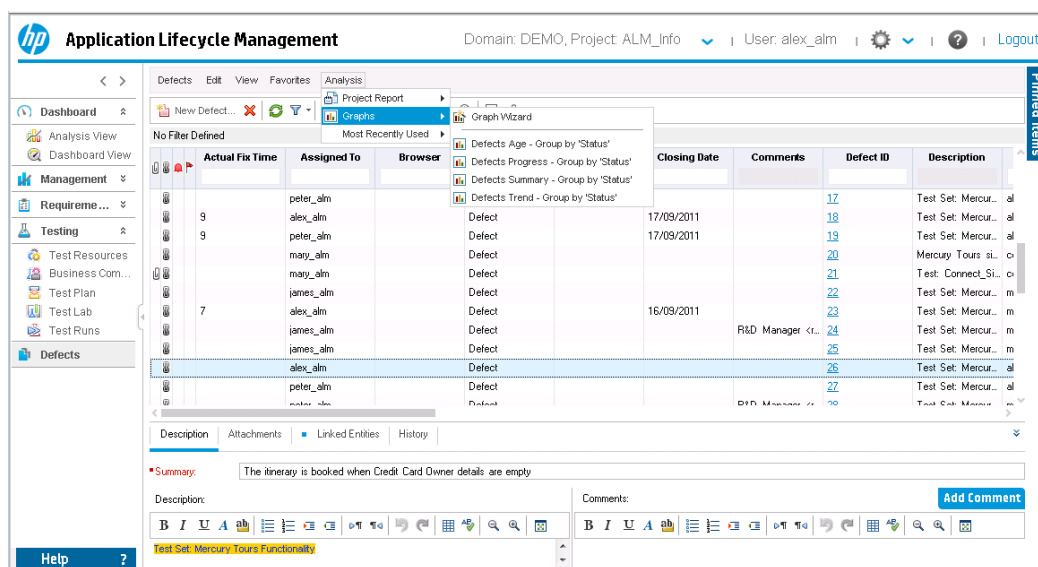 hp Application Lifecycle Management Domain: DEMO, Project: ALM_Info User: alex_alm ? Logout
< > Defects Edit View Favorites Analysis
Pinned Items
Dashboard New Defect... Project Report
Graphs Graph Wizard
Analysis View No Filter Defined Most Recently Used
Dashboard View Defects Age - Group by 'Status'
Defects Progress - Group by 'Status'
Defects Summary - Group by 'Status'
Defects Trend - Group by 'Status'
Actual Fix Time Assigned To Browser Closing Date Comments Defect ID Description
Management
Requireme...
Testing
Test Resources
Business Com...
Test Plan
Test Lab
Test Runs
Defects
peter_alm 17 Test Set: Mercur... al
9 alex_alm Defect 17/09/2011 18 Test Set: Mercur... al
9 peter_alm Defect 17/09/2011 19 Test Set: Mercur... al
mary_alm Defect 20 Mercury Tours si...
mary_alm Defect 21 Test: Connect_Si...
james_alm Defect 22 Test Set: Mercur... m
7 alex_alm Defect 16/09/2011 23 Test Set: Mercur... m
james_alm Defect R&D Manager <r... 24 Test Set: Mercur... m
james_alm Defect 25 Test Set: Mercur... m
alex_alm Defect 26 Test Set: Mercur... al
peter_alm Defect 27 Test Set: Mercur... al
Description Attachments Linked Entities History
Summary: The itinerary is booked when Credit Card Owner details are empty
Description: Comments: Add Comment
B I U A ab B I U A ab
Test Set: Mercury Tours Functionality
Help ?